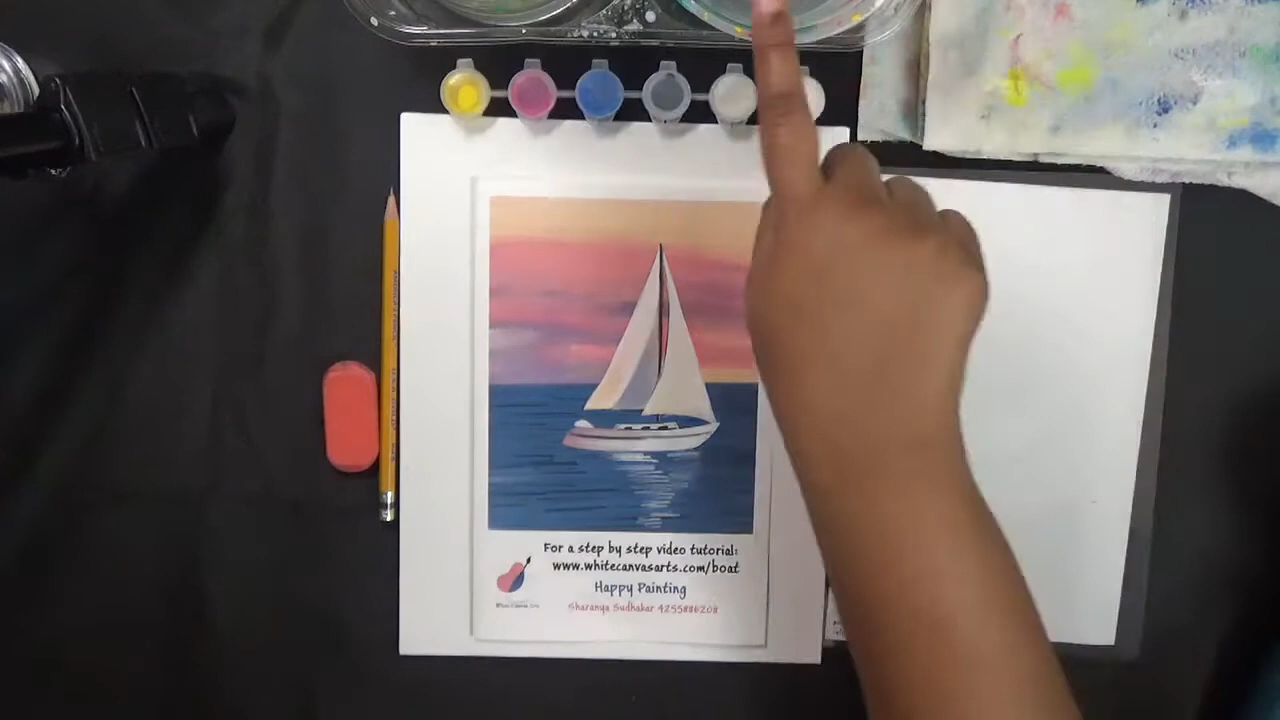 For a step by step video tutorial:
www.whitecanvasarts.com/boat
Happy Painting
Sharanya Sudhakar 4255886208